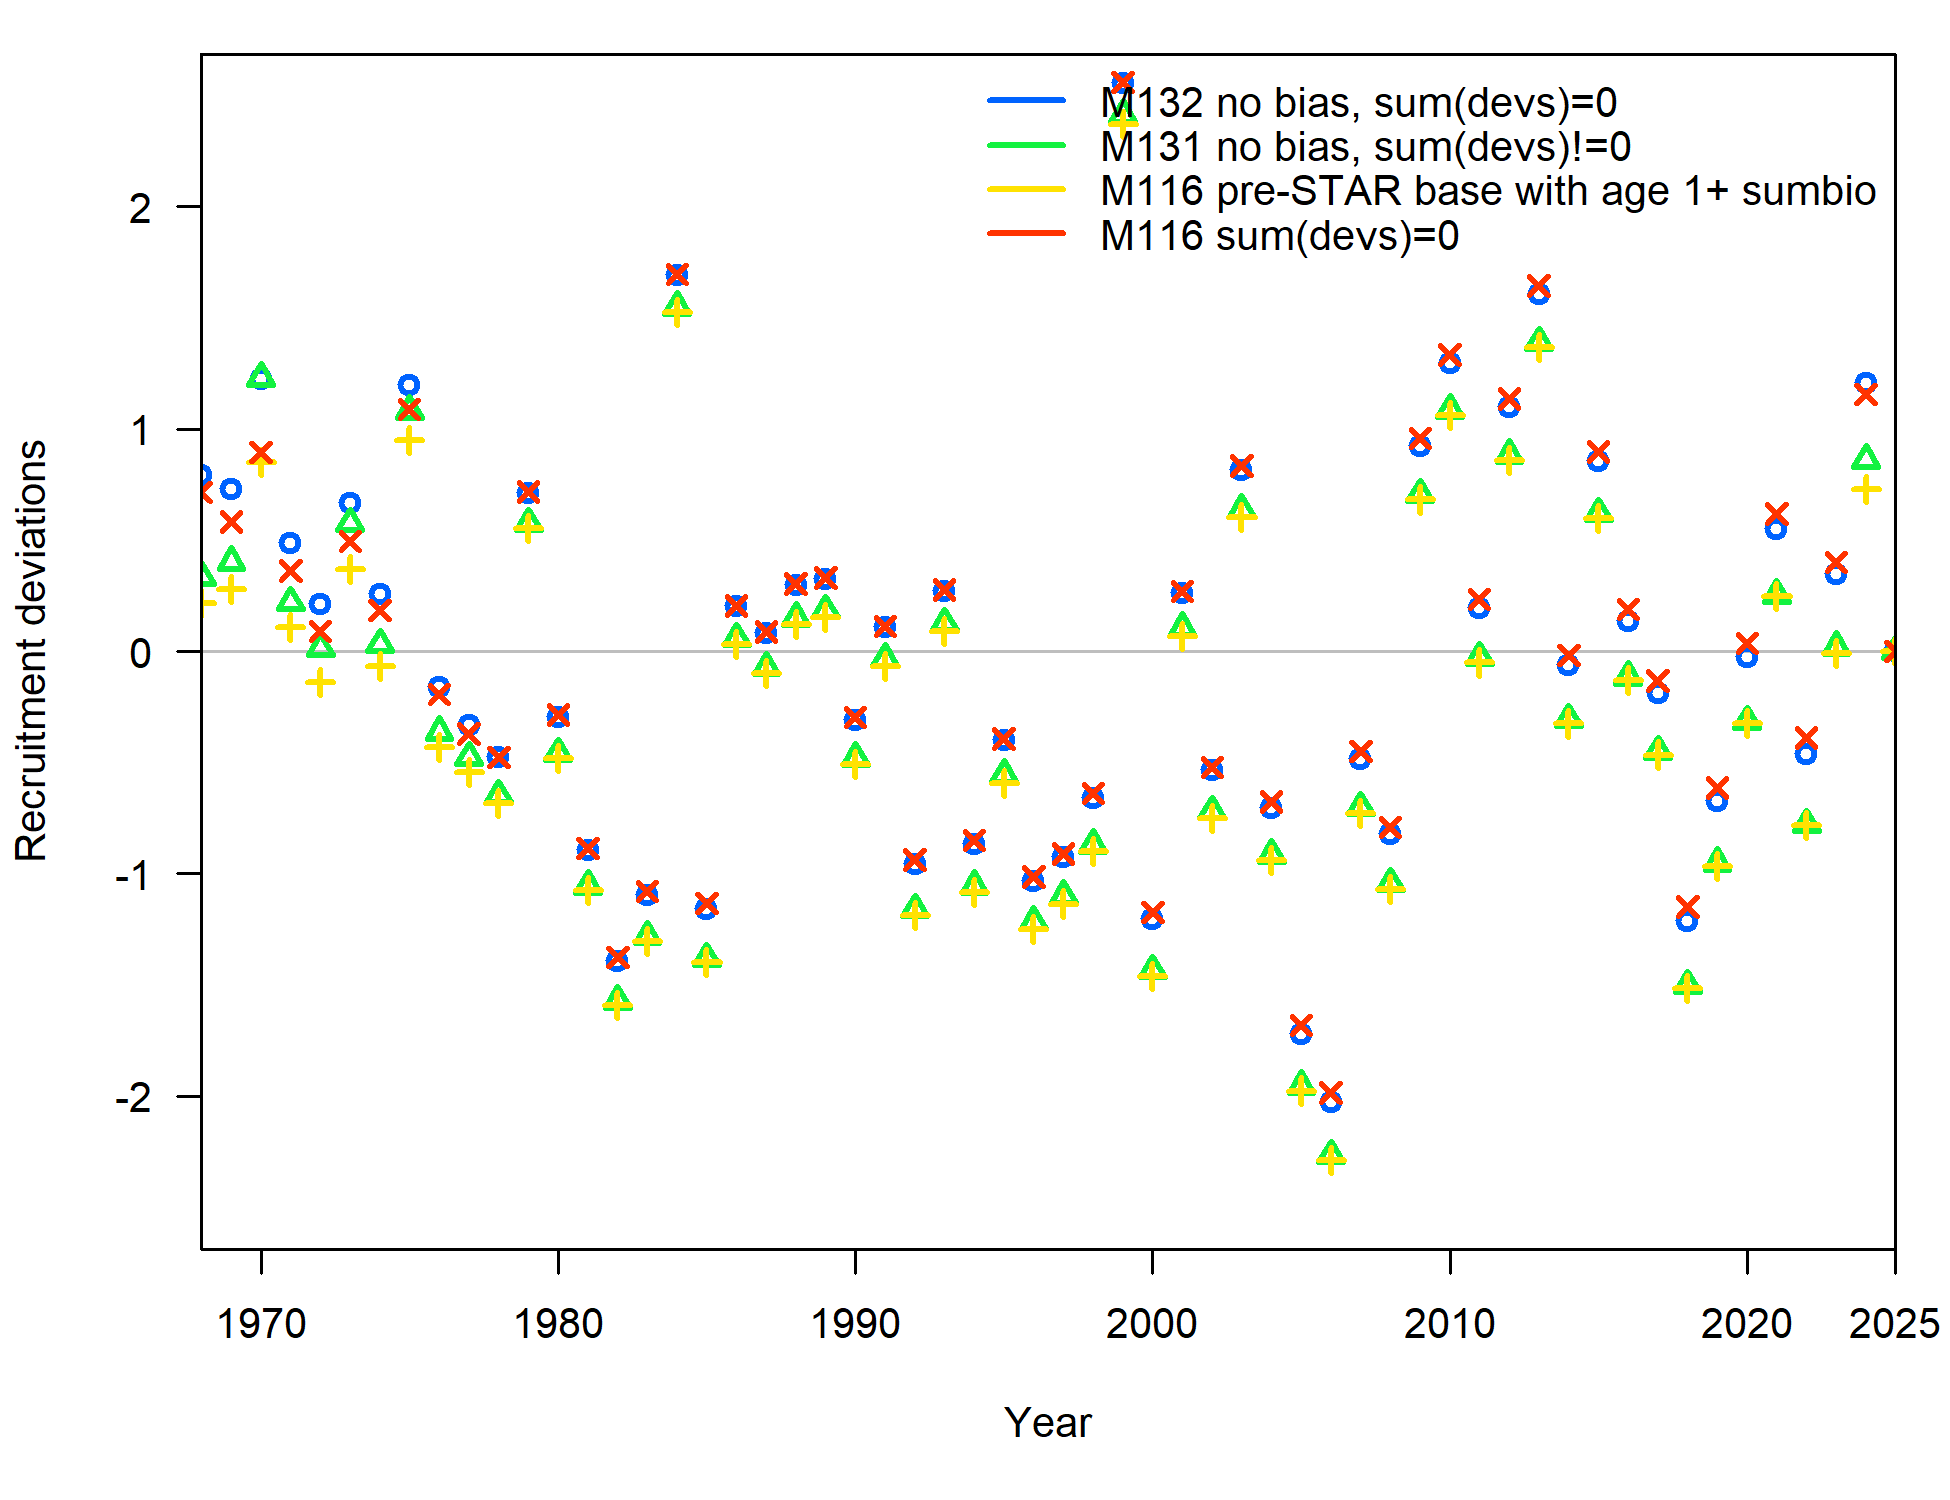 M132 no bias, sum(devs)=0
M131 no bias, sum(devs)!=0
M116 pre-STAR base with age 1+ sumbio
M116 sum(devs)=0
Recruitment deviations
2
1
0
-1
-2
1970 1980 1990 2000 2010 2020 2025
Year